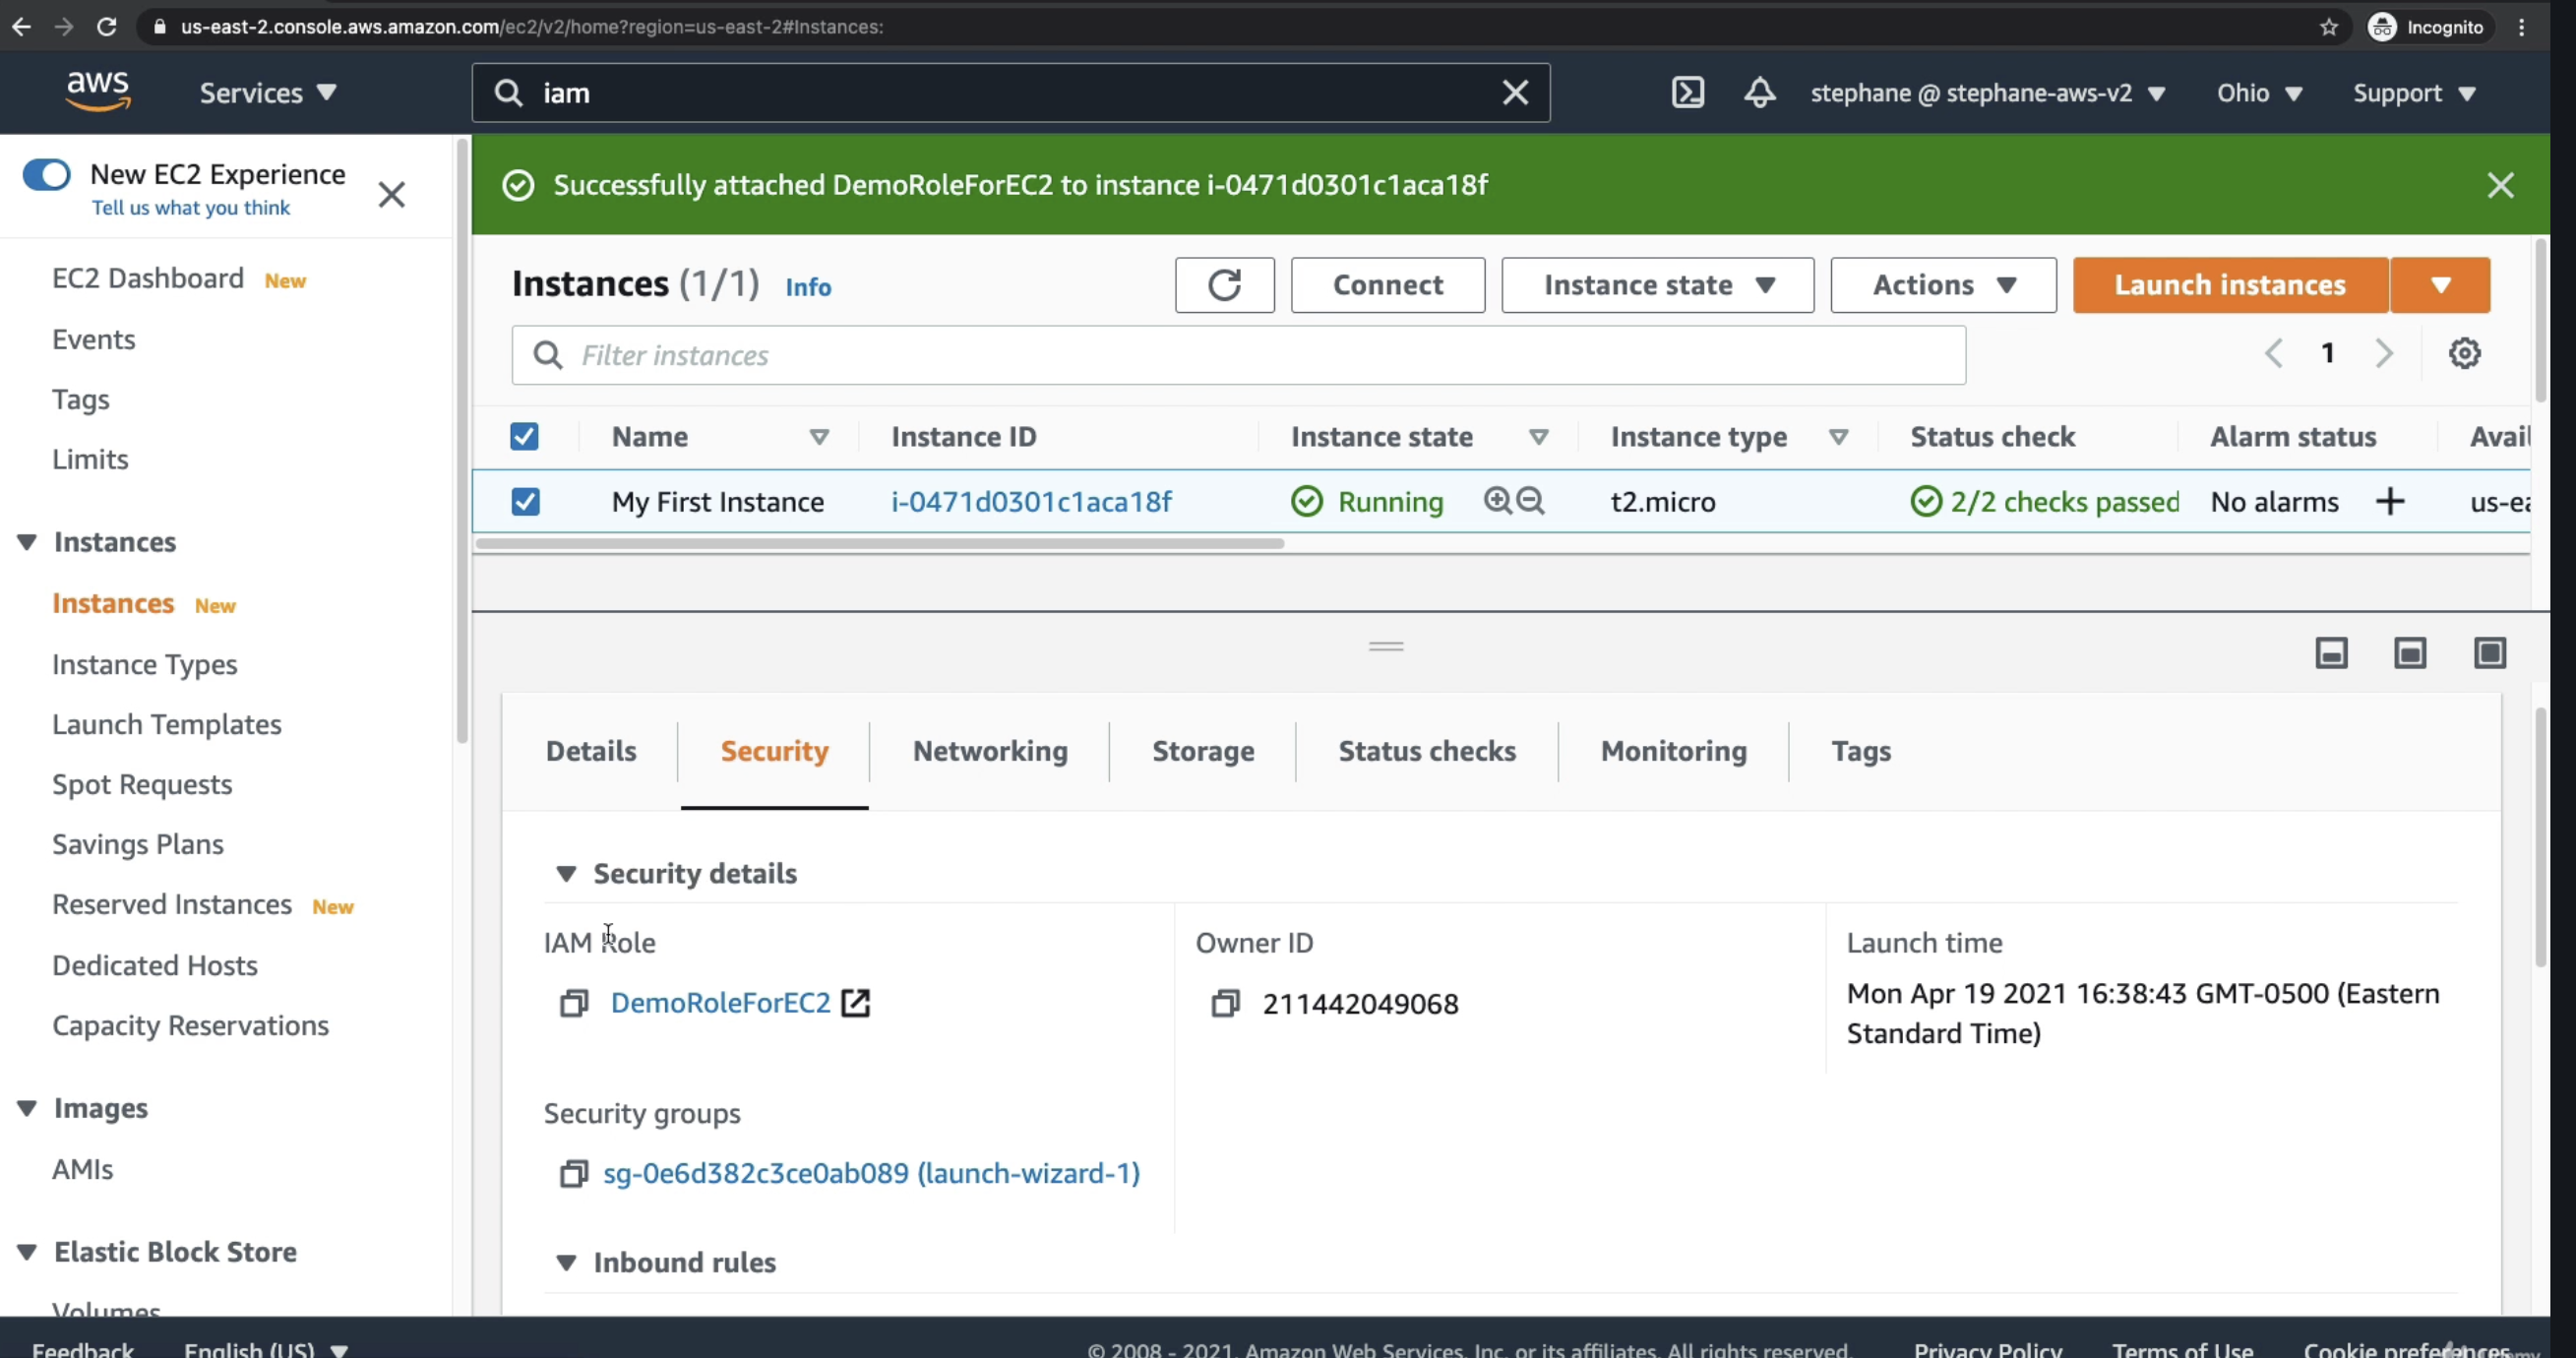 us-east-2.console.aws.amazon.com/ec2/v2/home?region=us-east-2#Instances:
Incognito
aws
Services
iam
stephane @ stephane-aws-v2
Ohio
Support
New EC2 Experience
Tell us what you think
EC2 Dashboard New
Events
Tags
Limits
Instances
Instances New
Instance Types
Launch Templates
Spot Requests
Savings Plans
Reserved Instances New
Dedicated Hosts
Capacity Reservations
Images
AMIs
Elastic Block Store
Volumes
Successfully attached DemoRoleForEC2 to instance i-0471d0301c1aca18f
Instances (1/1) Info
Connect
Instance state
Actions
Launch instances
Filter instances
1
Name Instance ID Instance state Instance type Status check Alarm status Avail
My First Instance i-0471d0301c1aca18f Running t2.micro 2/2 checks passed No alarms + us-ea
Details Security Networking Storage Status checks Monitoring Tags
Security details
IAM Role
DemoRoleForEC2
Owner ID
211442049068
Launch time
Mon Apr 19 2021 16:38:43 GMT-0500 (Eastern
Standard Time)
Security groups
sg-0e6d382c3ce0ab089 (launch-wizard-1)
Inbound rules
Feedback English (US) © 2008 - 2021, Amazon Web Services, Inc. or its affiliates. All rights reserved. Privacy Policy Terms of Use Cookie preferences